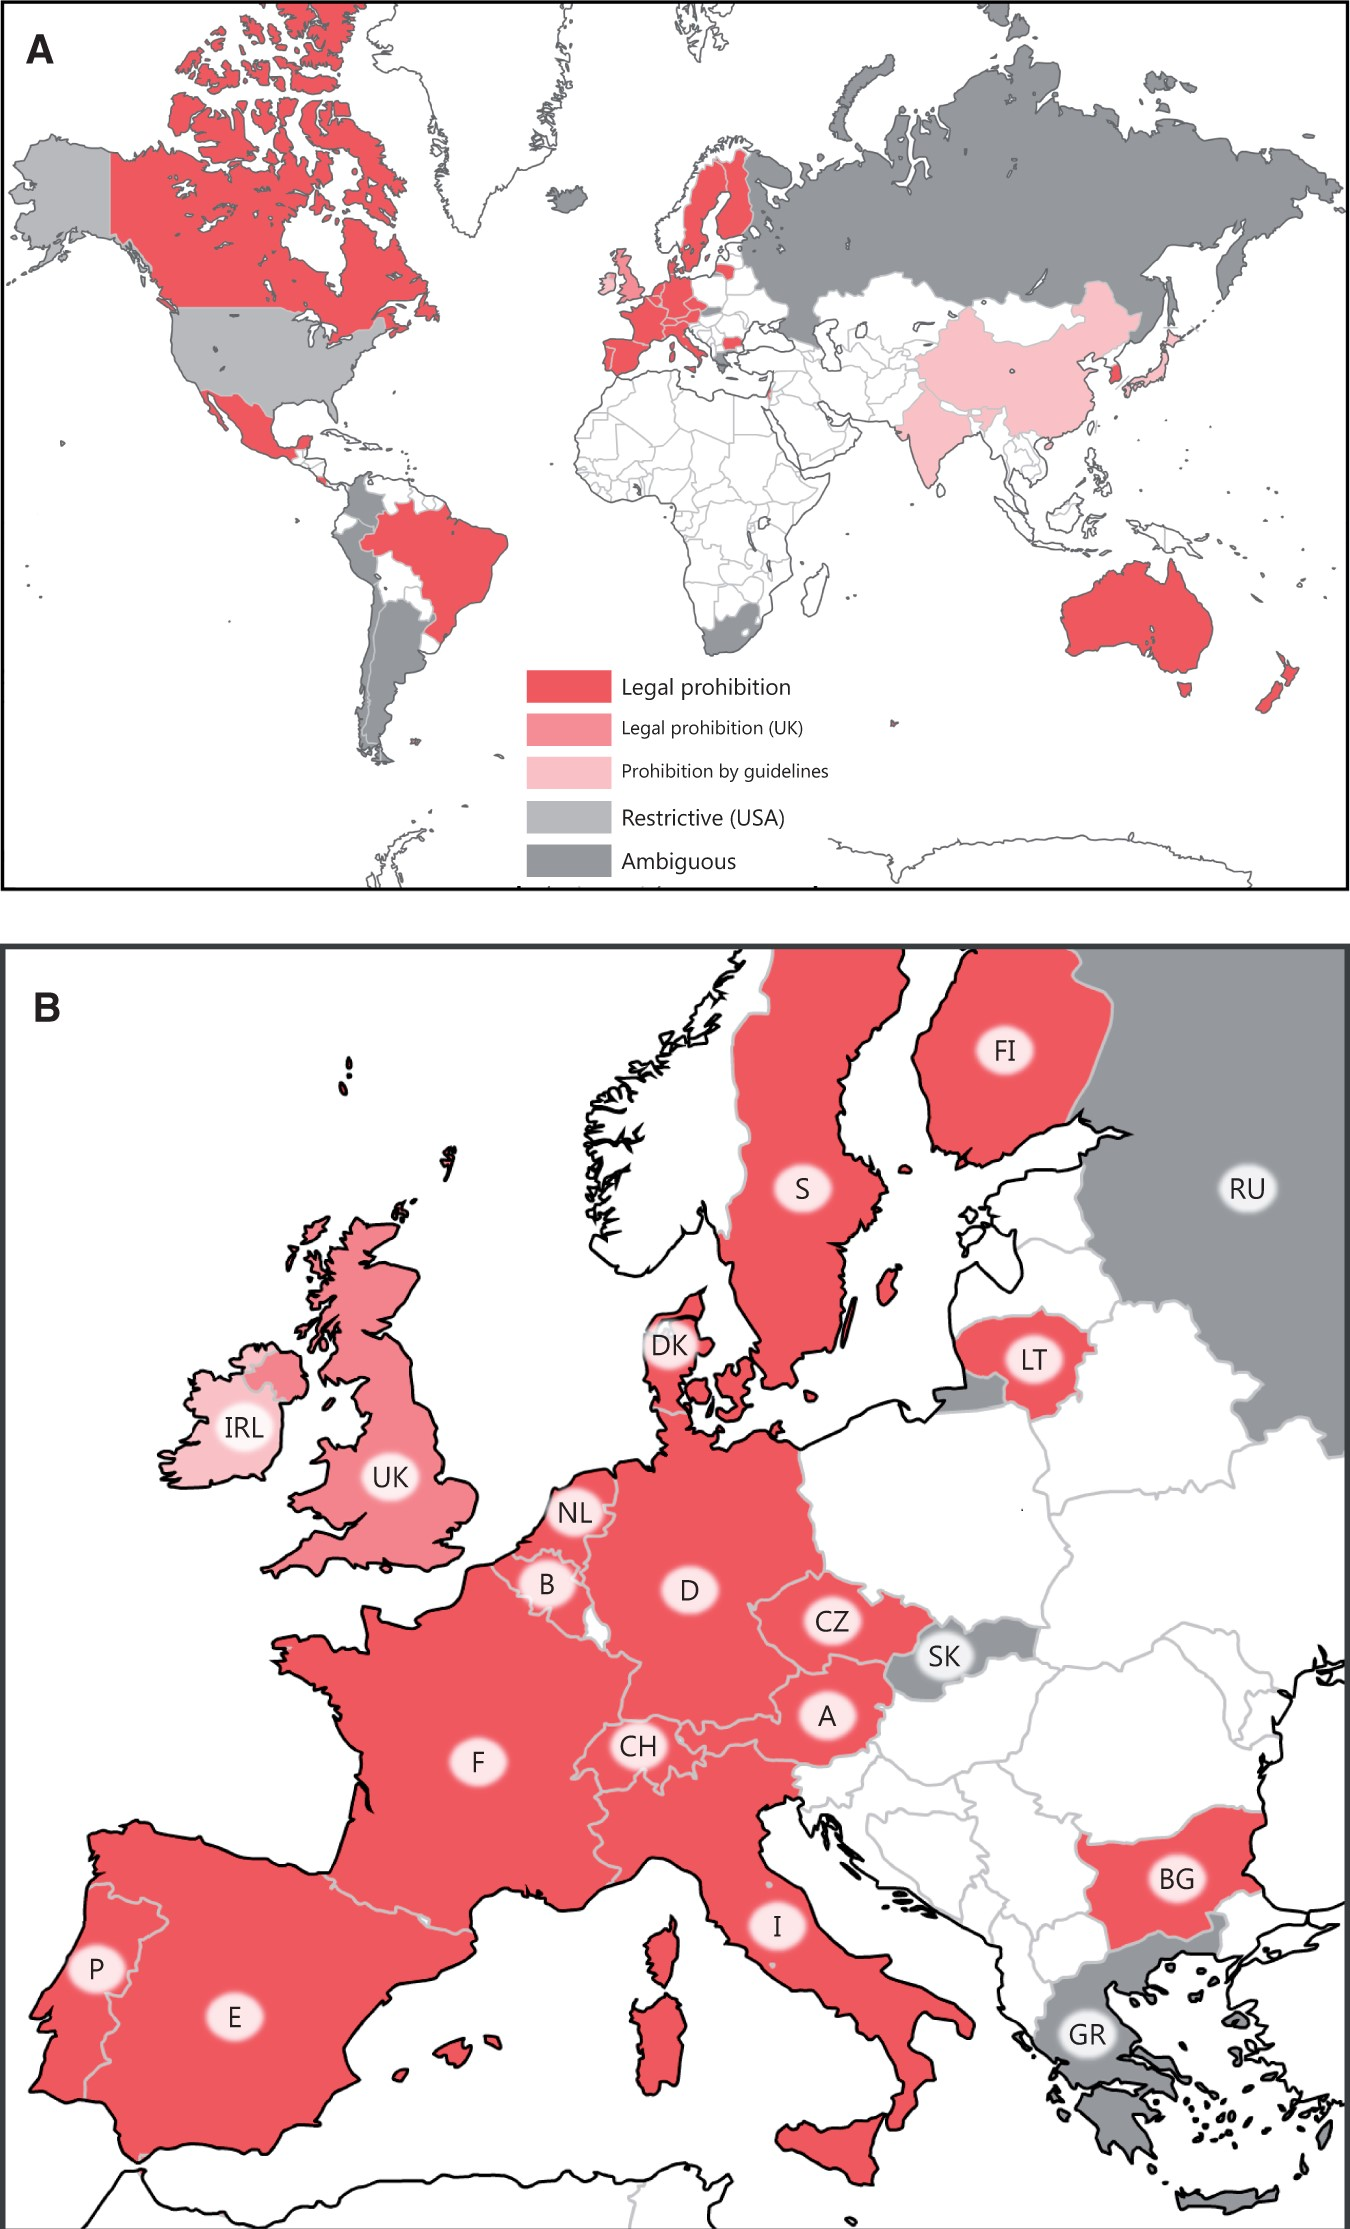 A
Legal prohibition
Legal prohibition (UK)
Prohibition by guidelines
Restrictive (USA)
Ambiguous
B
FI
S
RU
DK
LT
IRL
UK
NL
B
D
CZ
SK
A
CH
F
BG
I
P
E
GR